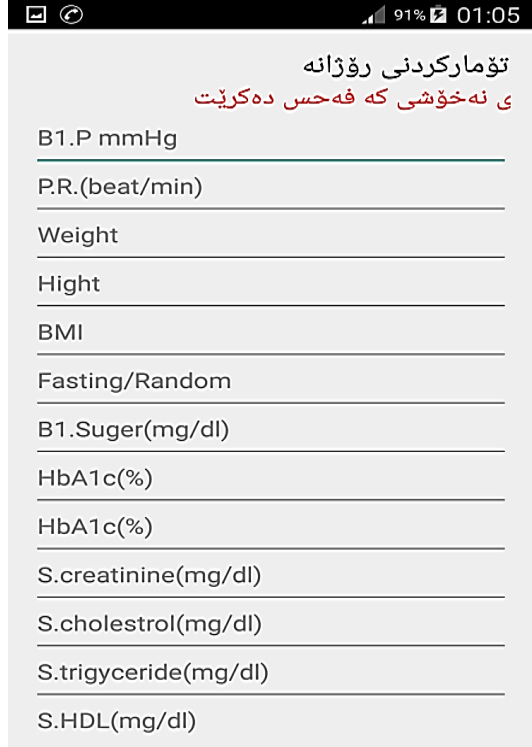 91% 01:05
تۆمارکردنی رۆژانە
ی نەخۆشی کە فەحس دەکرێت
B1.P mmHg
P.R.(beat/min)
Weight
Hight
BMI
Fasting/Random
B1.Suger(mg/dl)
HbA1c(%)
HbA1c(%)
S.creatinine(mg/dl)
S.cholestrol(mg/dl)
S.trigyceride(mg/dl)
S.HDL(mg/dl)